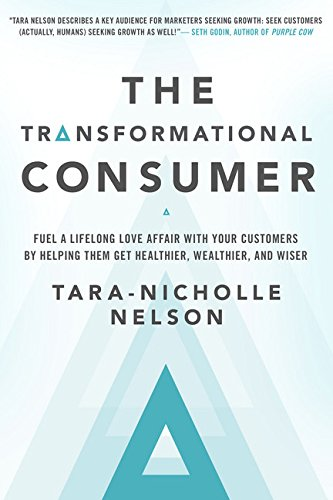 "TARA NELSON DESCRIBES A KEY AUDIENCE FOR MARKETERS SEEKING GROWTH: SEEK CUSTOMERS
(ACTUALLY, HUMANS) SEEKING GROWTH AS WELL!"— SETH GODIN, AUTHOR OF PURPLE COW
THE
TRANSFORMATIONAL
CONSUMER
FUEL A LIFELONG LOVE AFFAIR WITH YOUR CUSTOMERS
BY HELPING THEM GET HEALTHIER, WEALTHIER, AND WISER
TARA-NICHOLLE
NELSON